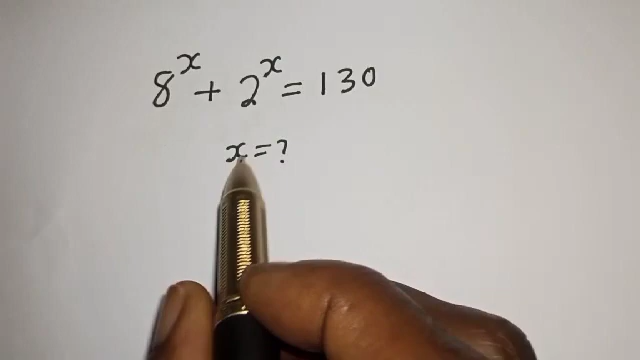 8^x + 2^x = 130
x = ?